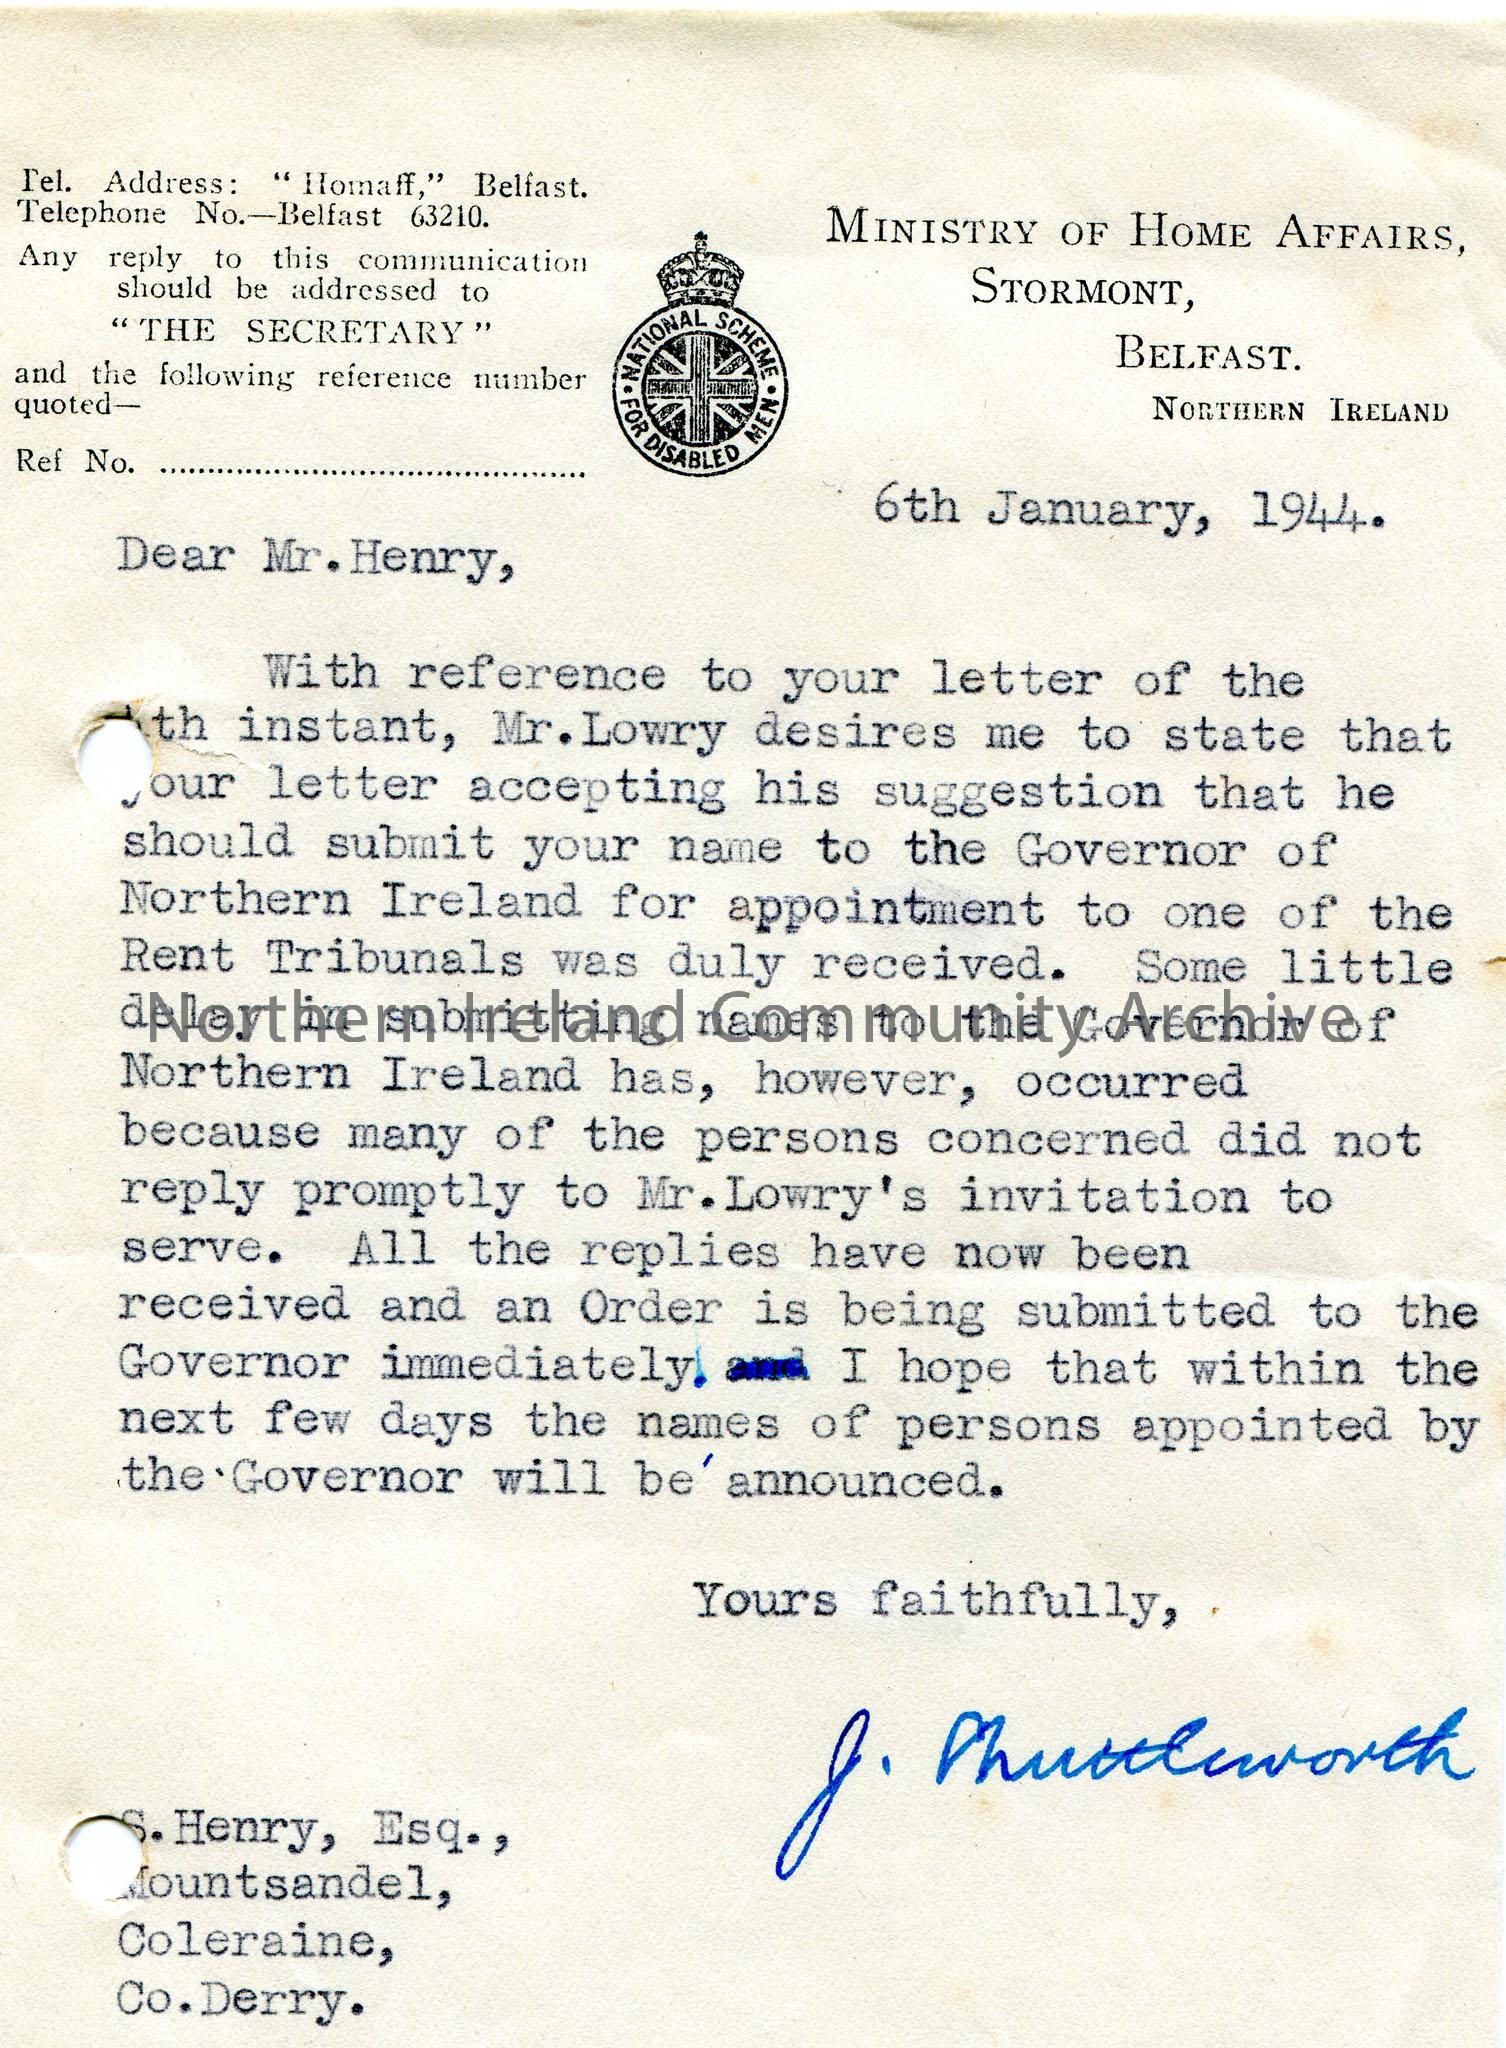 Tel. Address: "Homaff," Belfast.
Telephone No.—Belfast 63210.
Any reply to this communication
should be addressed to
"THE SECRETARY"
and the following reference number
quoted—
Ref No. ............................................
NATIONAL SCHEME
FOR DISABLED MEN
MINISTRY OF HOME AFFAIRS,
STORMONT,
BELFAST.
NORTHERN IRELAND
6th January, 1944.
Dear Mr.Henry,
With reference to your letter of the
4th instant, Mr.Lowry desires me to state that
your letter accepting his suggestion that he
should submit your name to the Governor of
Northern Ireland for appointment to one of the
Rent Tribunals was duly received. Some little
delay in submitting names to the Governor of
Northern Ireland Community Archive
Northern Ireland has, however, occurred
because many of the persons concerned did not
reply promptly to Mr.Lowry's invitation to
serve. All the replies have now been
received and an Order is being submitted to the
Governor immediately. and I hope that within the
next few days the names of persons appointed by
the Governor will be announced.
Yours faithfully,
J. Shuttleworth
S.Henry, Esq.,
Mountsandel,
Coleraine,
Co.Derry.